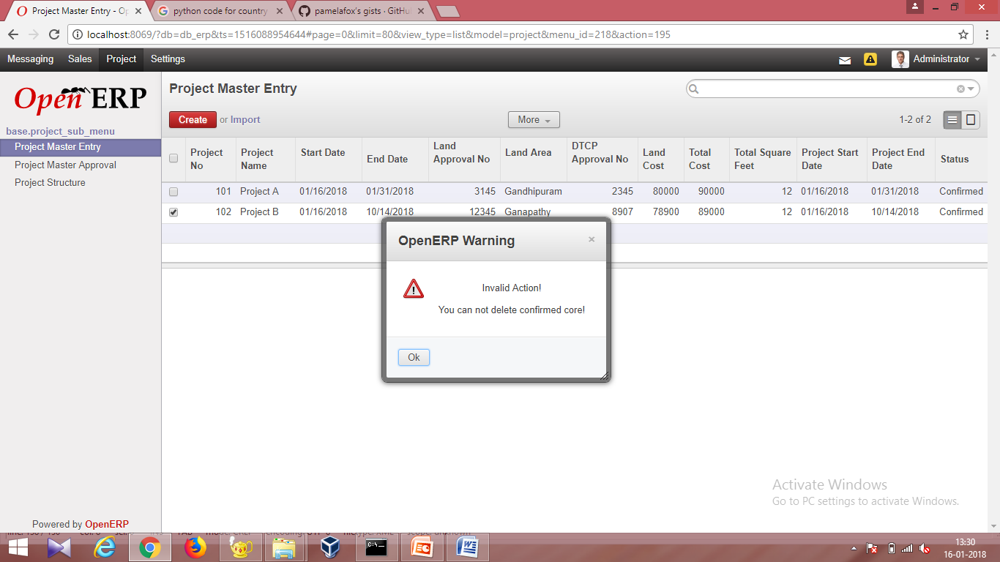 Project Master Entry - Op
python code for country
pamelafox's gists · GitHu
localhost:8069/?db=db_erp&ts=1516088954644#page=0&limit=80&view_type=list&model=project&menu_id=218&action=195
Messaging Sales Project Settings Administrator
Open ERP
base.project_sub_menu
Project Master Entry
Project Master Approval
Project Structure
Project Master Entry
Create or Import More 1-2 of 2
Project No Project Name Start Date End Date Land Approval No Land Area DTCP Approval No Land Cost Total Cost Total Square Feet Project Start Date Project End Date Status
101 Project A 01/16/2018 01/31/2018 3145 Gandhipuram 2345 80000 90000 12 01/16/2018 01/31/2018 Confirmed
102 Project B 01/16/2018 10/14/2018 12345 Ganapathy 8907 78900 89000 12 01/16/2018 10/14/2018 Confirmed
OpenERP Warning
Invalid Action!
You can not delete confirmed core!
Ok
Activate Windows
Go to PC settings to activate Windows.
Powered by OpenERP
13:30
16-01-2018